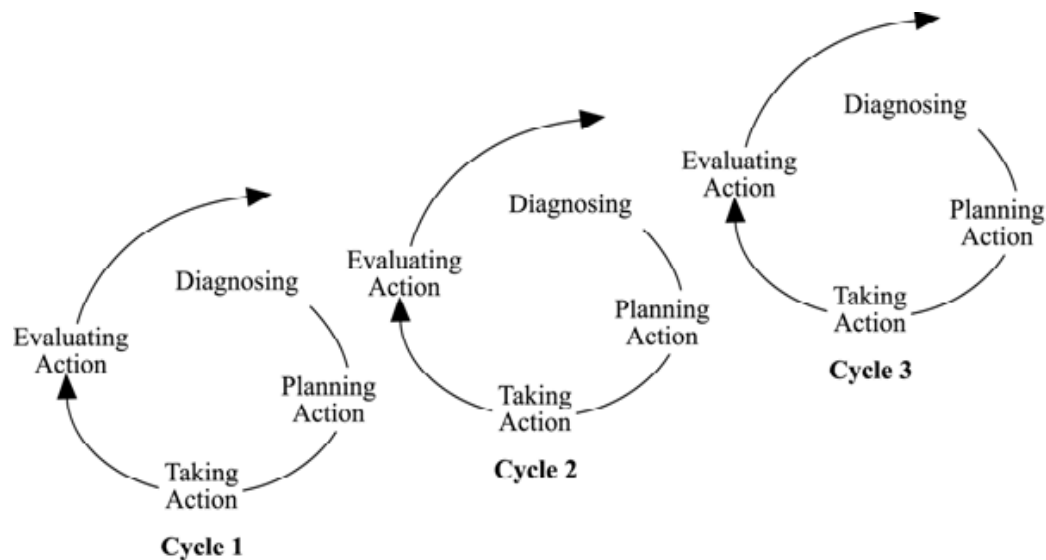 Diagnosing
Evaluating
Action
Planning
Action
Taking
Action
Cycle 1
Diagnosing
Evaluating
Action
Planning
Action
Taking
Action
Cycle 2
Diagnosing
Evaluating
Action
Planning
Action
Taking
Action
Cycle 3